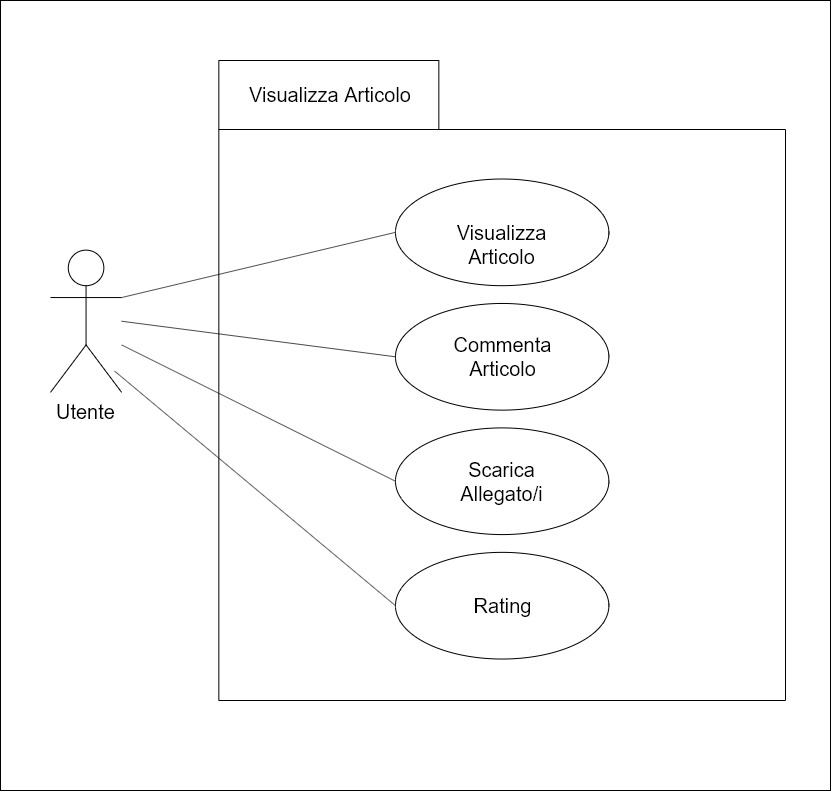 Visualizza Articolo
Visualizza
Articolo
Commenta
Articolo
Utente
Scarica
Allegato/i
Rating